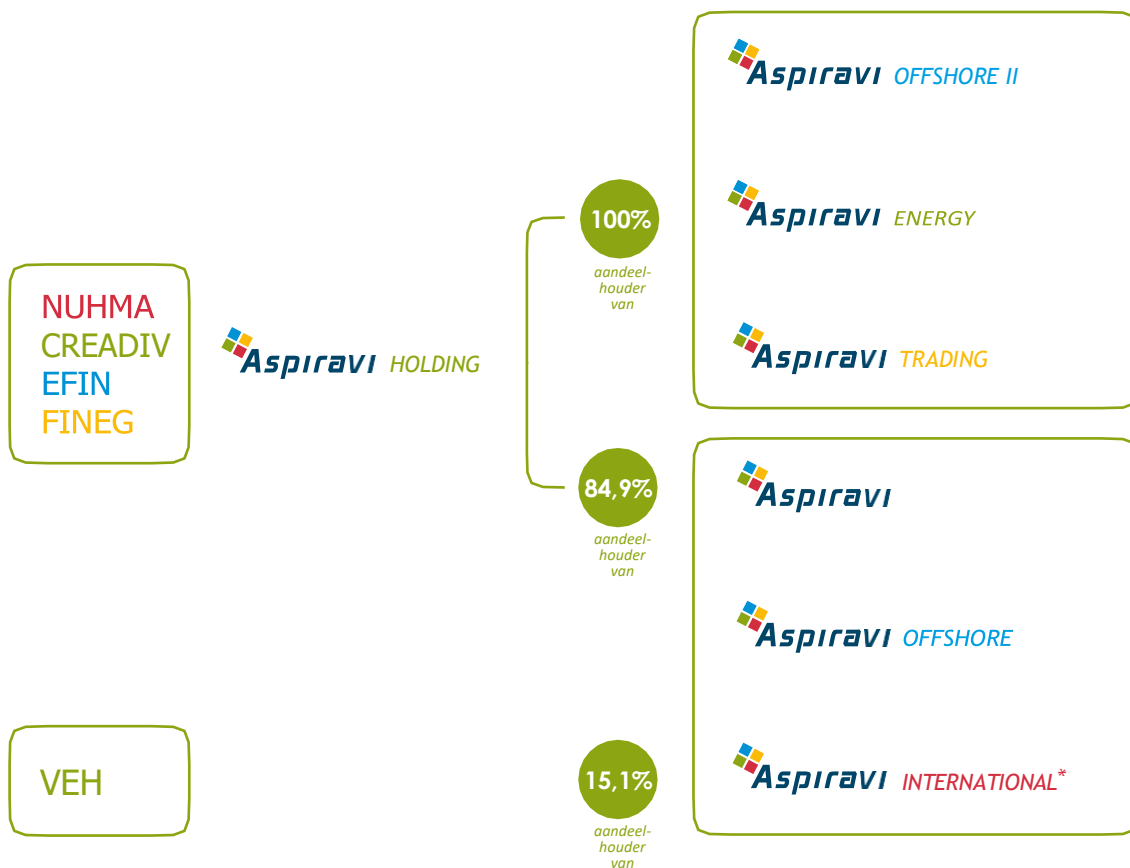 NUHMA
CREADIV
EFIN
FINEG
Aspiravi HOLDING
100%
aandeel-
houder
van
Aspiravi OFFSHORE II
Aspiravi ENERGY
Aspiravi TRADING
84,9%
aandeel-
houder
van
Aspiravi
Aspiravi OFFSHORE
Aspiravi INTERNATIONAL*
VEH
15,1%
aandeel-
houder
van